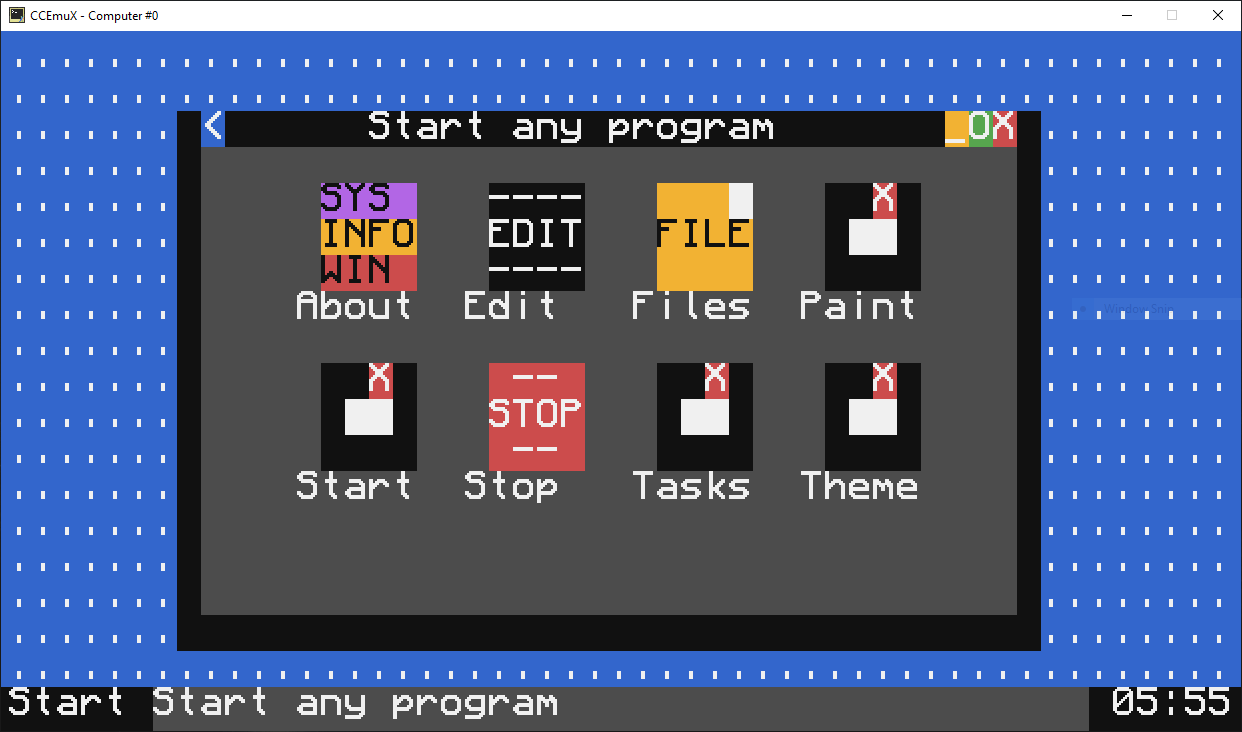 CCEmuX - Computer #0
< Start any program _OX
SYS
INFO
WIN
About
----
EDIT
----
Edit
FILE
Files
X
Paint
X
Start
--
STOP
--
Stop
X
Tasks
X
Theme
Start Start any program 05:55